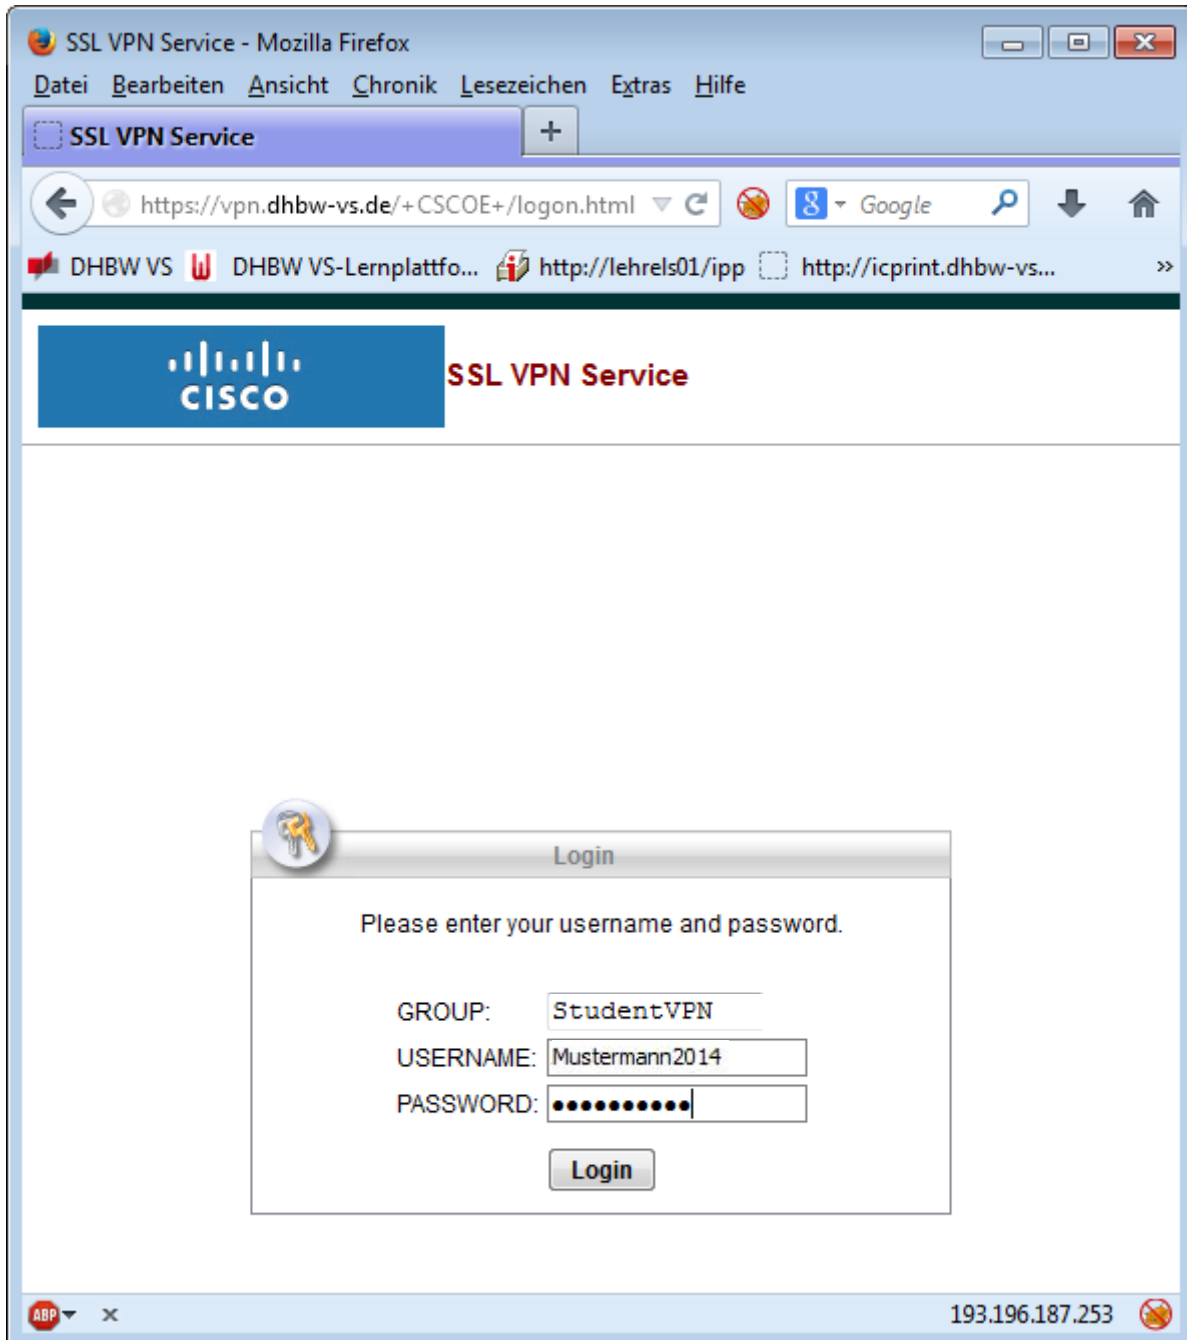 SSL VPN Service - Mozilla Firefox
Datei Bearbeiten Ansicht Chronik Lesezeichen Extras Hilfe
SSL VPN Service +
https://vpn.dhbw-vs.de/+CSCOE+/logon.html 8 Google
DHBW VS DHBW VS-Lernplattfo... http://lehrels01/ipp http://icprint.dhbw-vs... »
CISCO SSL VPN Service
Login
Please enter your username and password.
GROUP: StudentVPN
USERNAME: Mustermann2014
PASSWORD: ●●●●●●●●●●
Login
ABP x 193.196.187.253